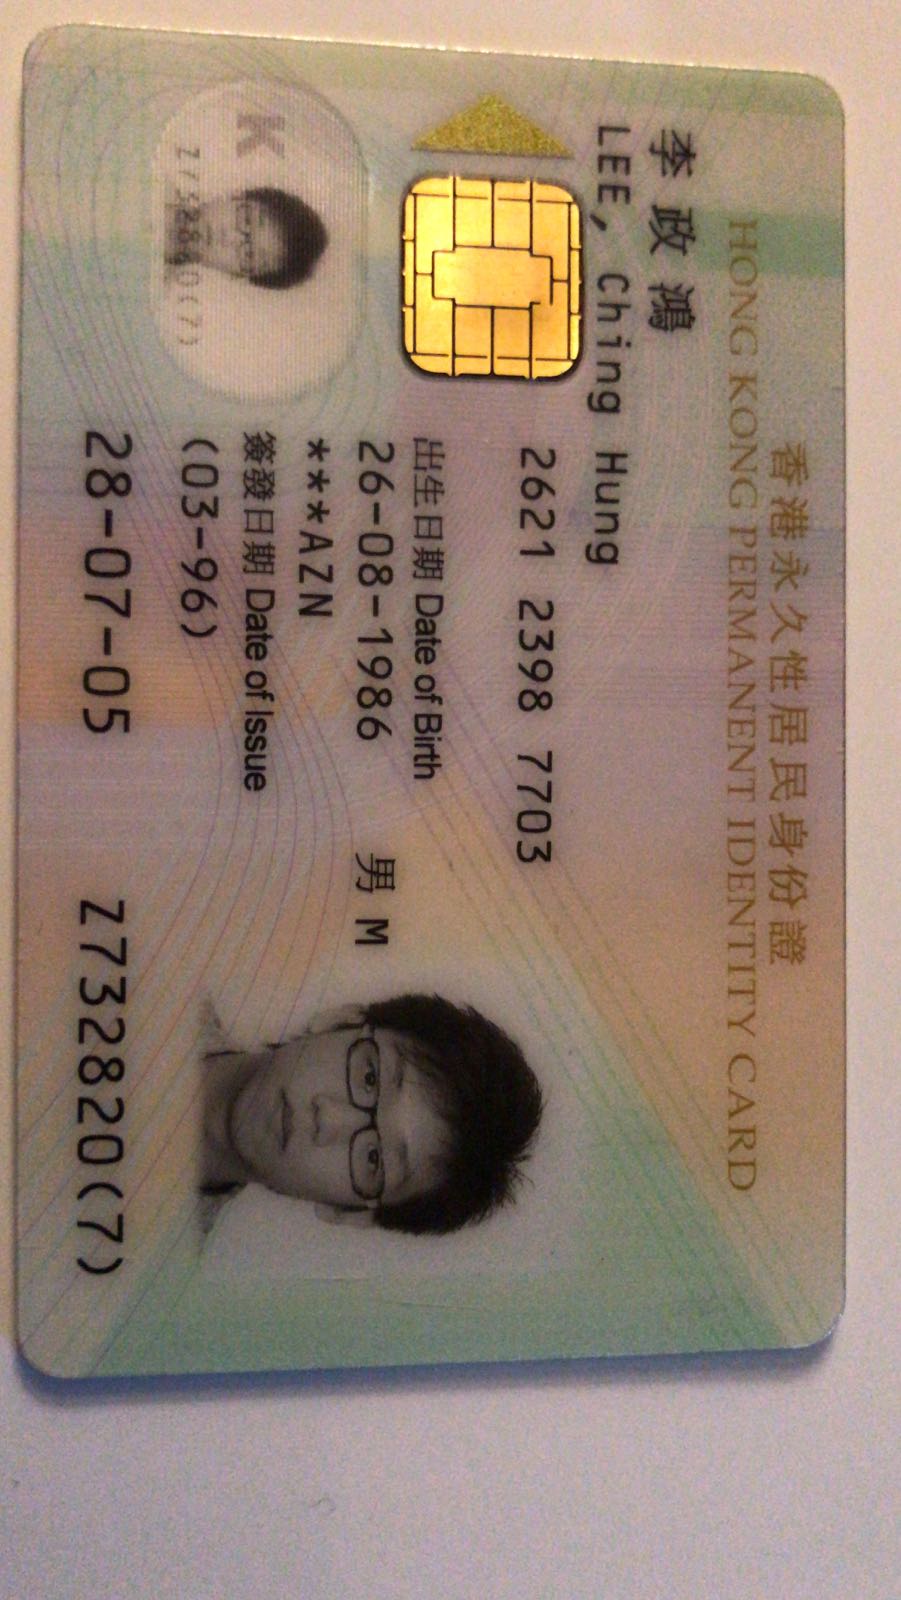 香港永久性居民身份證
HONG KONG PERMANENT IDENTITY CARD
李政鴻
LEE, Ching Hung
2621 2398 7703
出生日期 Date of Birth
26-08-1986 男 M
***AZN
簽發日期 Date of Issue
(03-96)
28-07-05 Z732820(7)
K